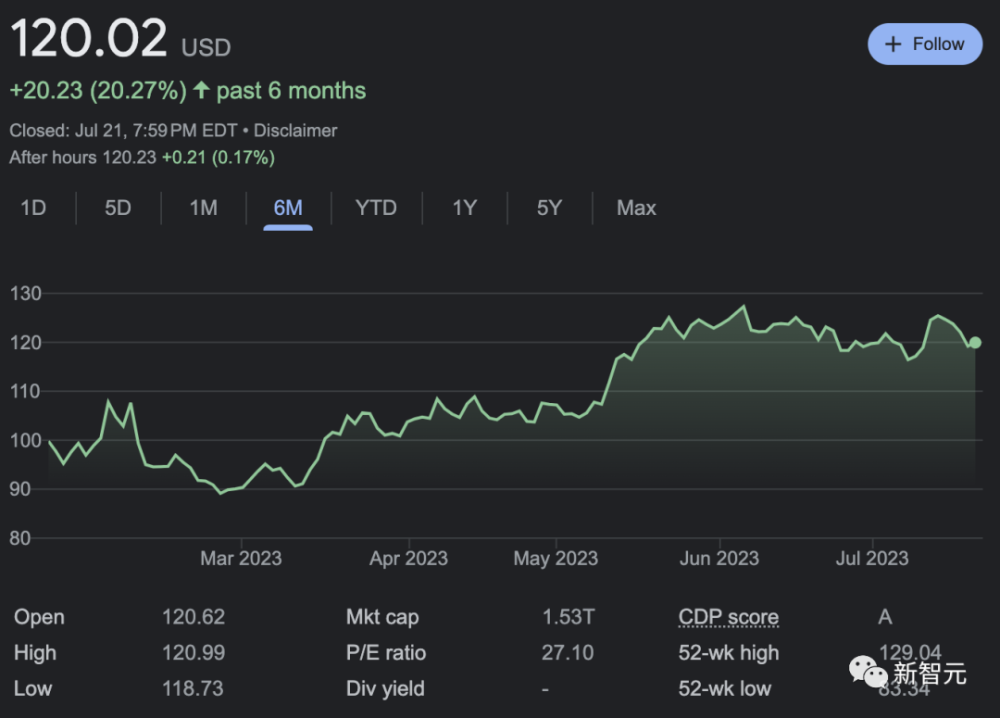 120.02 USD
+ Follow
+20.23 (20.27%) ↑ past 6 months
Closed: Jul 21, 7:59 PM EDT • Disclaimer
After hours 120.23 +0.21 (0.17%)
1D 5D 1M 6M YTD 1Y 5Y Max
130
120
110
100
90
80
Mar 2023 Apr 2023 May 2023 Jun 2023 Jul 2023
Open 120.62 Mkt cap 1.53T CDP score A
High 120.99 P/E ratio 27.10 52-wk high 129.04
Low 118.73 Div yield - 52-wk low 83.34
新智元